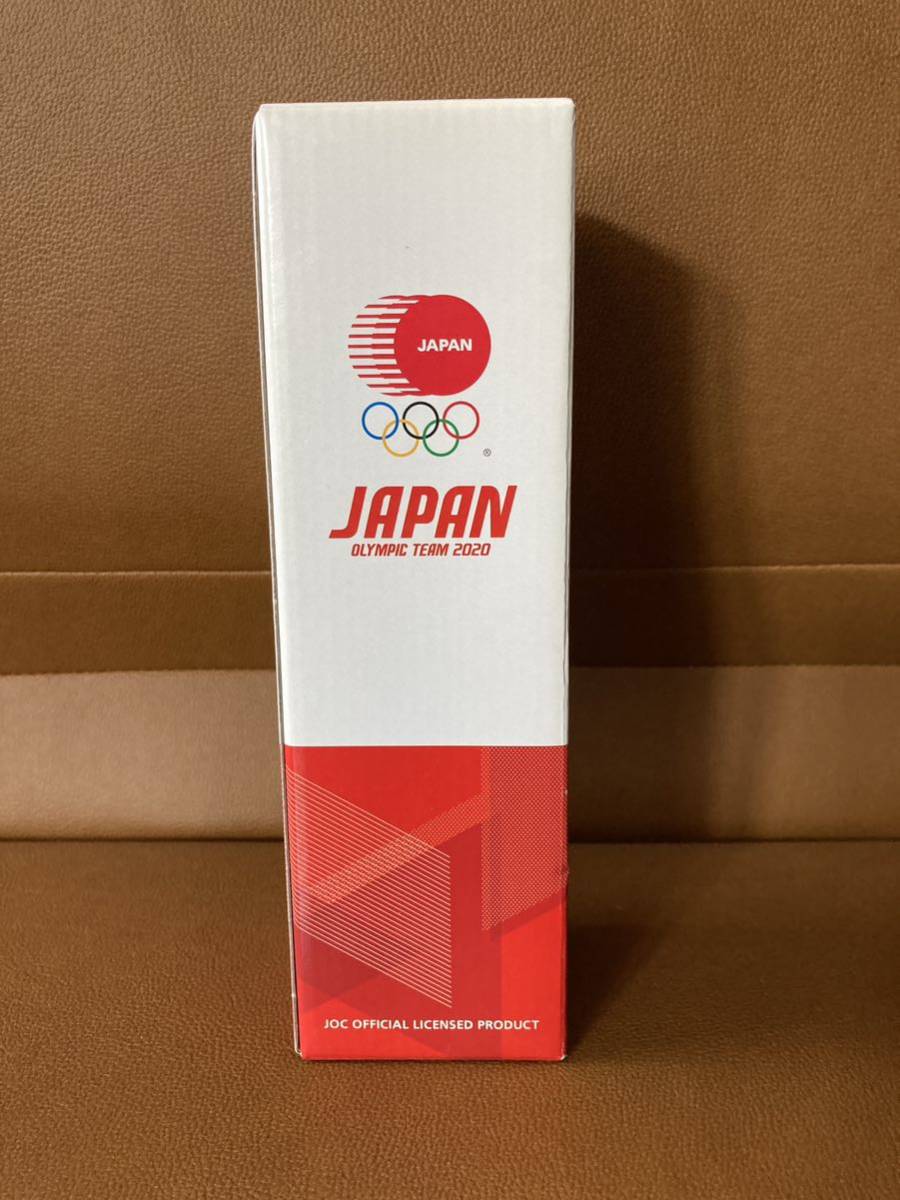 JAPAN
®
JAPAN
OLYMPIC TEAM 2020
JOC OFFICIAL LICENSED PRODUCT